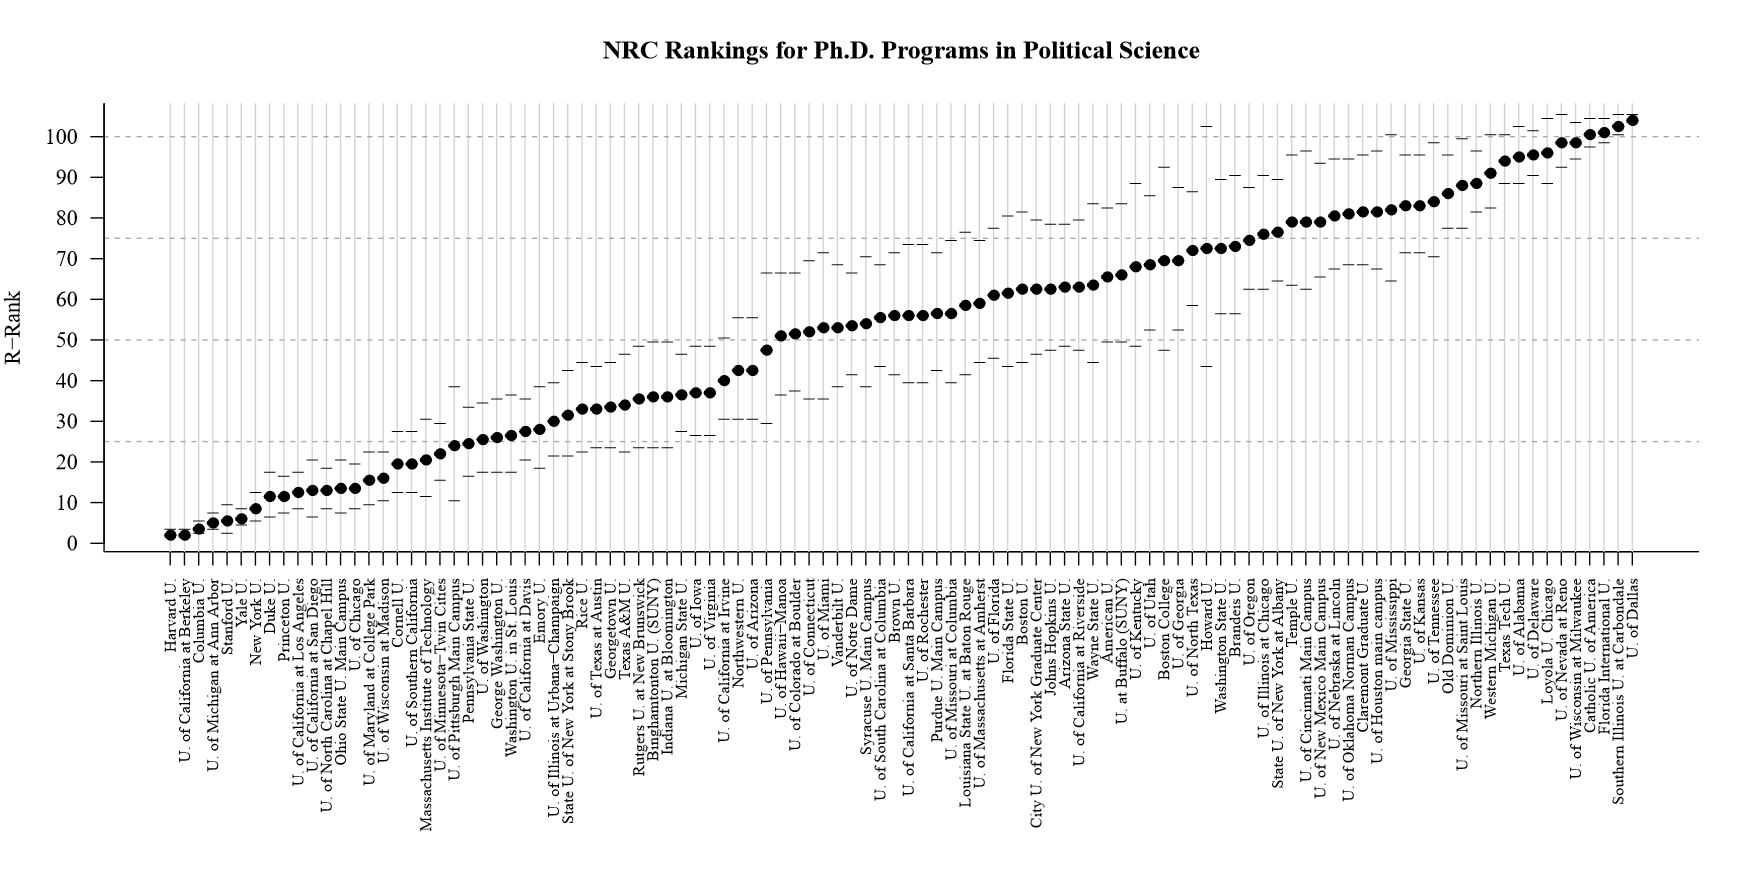 NRC Rankings for Ph.D. Programs in Political Science
R−Rank
100
90
80
70
60
50
40
30
20
10
0
Harvard U.
U. of California at Berkeley
Columbia U.
U. of Michigan at Ann Arbor
Stanford U.
Yale U.
New York U.
Duke U.
Princeton U.
U. of California at Los Angeles
U. of California at San Diego
U. of North Carolina at Chapel Hill
Ohio State U. Main Campus
U. of Chicago
U. of Maryland at College Park
U. of Wisconsin at Madison
Cornell U.
U. of Southern California
Massachusetts Institute of Technology
U. of Minnesota−Twin Cites
U. of Pittsburgh Main Campus
Pennsylvania State U.
U. of Washington
George Washington U.
Washington U. in St. Louis
U. of California at Davis
Emory U.
U. of Illinois at Urbana−Champaign
State U. of New York at Stony Brook
Rice U.
U. of Texas at Austin
Georgetown U.
Texas A&M U.
Rutgers U. at New Brunswick
Binghamtonton U. (SUNY)
Indiana U. at Bloomington
Michigan State U.
U. of Iowa
U. of Virginia
U. of California at Irvine
Northwestern U.
U. of Arizona
U. of Pennsylvania
U. of Hawaii−Manoa
U. of Colorado at Boulder
U. of Connecticut
U. of Miami
Vanderbilt U.
U. of Notre Dame
Syracuse U. Main Campus
U. of South Carolina at Columbia
Brown U.
U. of California at Santa Barbara
U. of Rochester
Purdue U. Main Campus
U. of Missouri at Columbia
Louisiana State U. at Baton Rouge
U. of Massachusetts at Amherst
U. of Florida
Florida State U.
Boston U.
City U. of New York Graduate Center
Johns Hopkins U.
Arizona State U.
U. of California at Riverside
Wayne State U.
American U.
U. at Buffalo (SUNY)
U. of Kentucky
U. of Utah
Boston College
U. of Georgia
U. of North Texas
Howard U.
Washington State U.
Brandeis U.
U. of Oregon
U. of Illinois at Chicago
State U. of New York at Albany
Temple U.
U. of Cincinnati Main Campus
U. of New Mexico Main Campus
U. of Nebraska at Lincoln
U. of Oklahoma Norman Campus
Claremont Graduate U.
U. of Houston main campus
U. of Mississippi
Georgia State U.
U. of Kansas
U. of Tennessee
Old Dominion U.
U. of Missouri at Saint Louis
Northern Illinois U.
Western Michigan U.
Texas Tech U.
U. of Alabama
U. of Delaware
Loyola U. Chicago
U. of Nevada at Reno
U. of Wisconsin at Milwaukee
Catholic U. of America
Florida International U.
Southern Illinois U. at Carbondale
U. of Dallas